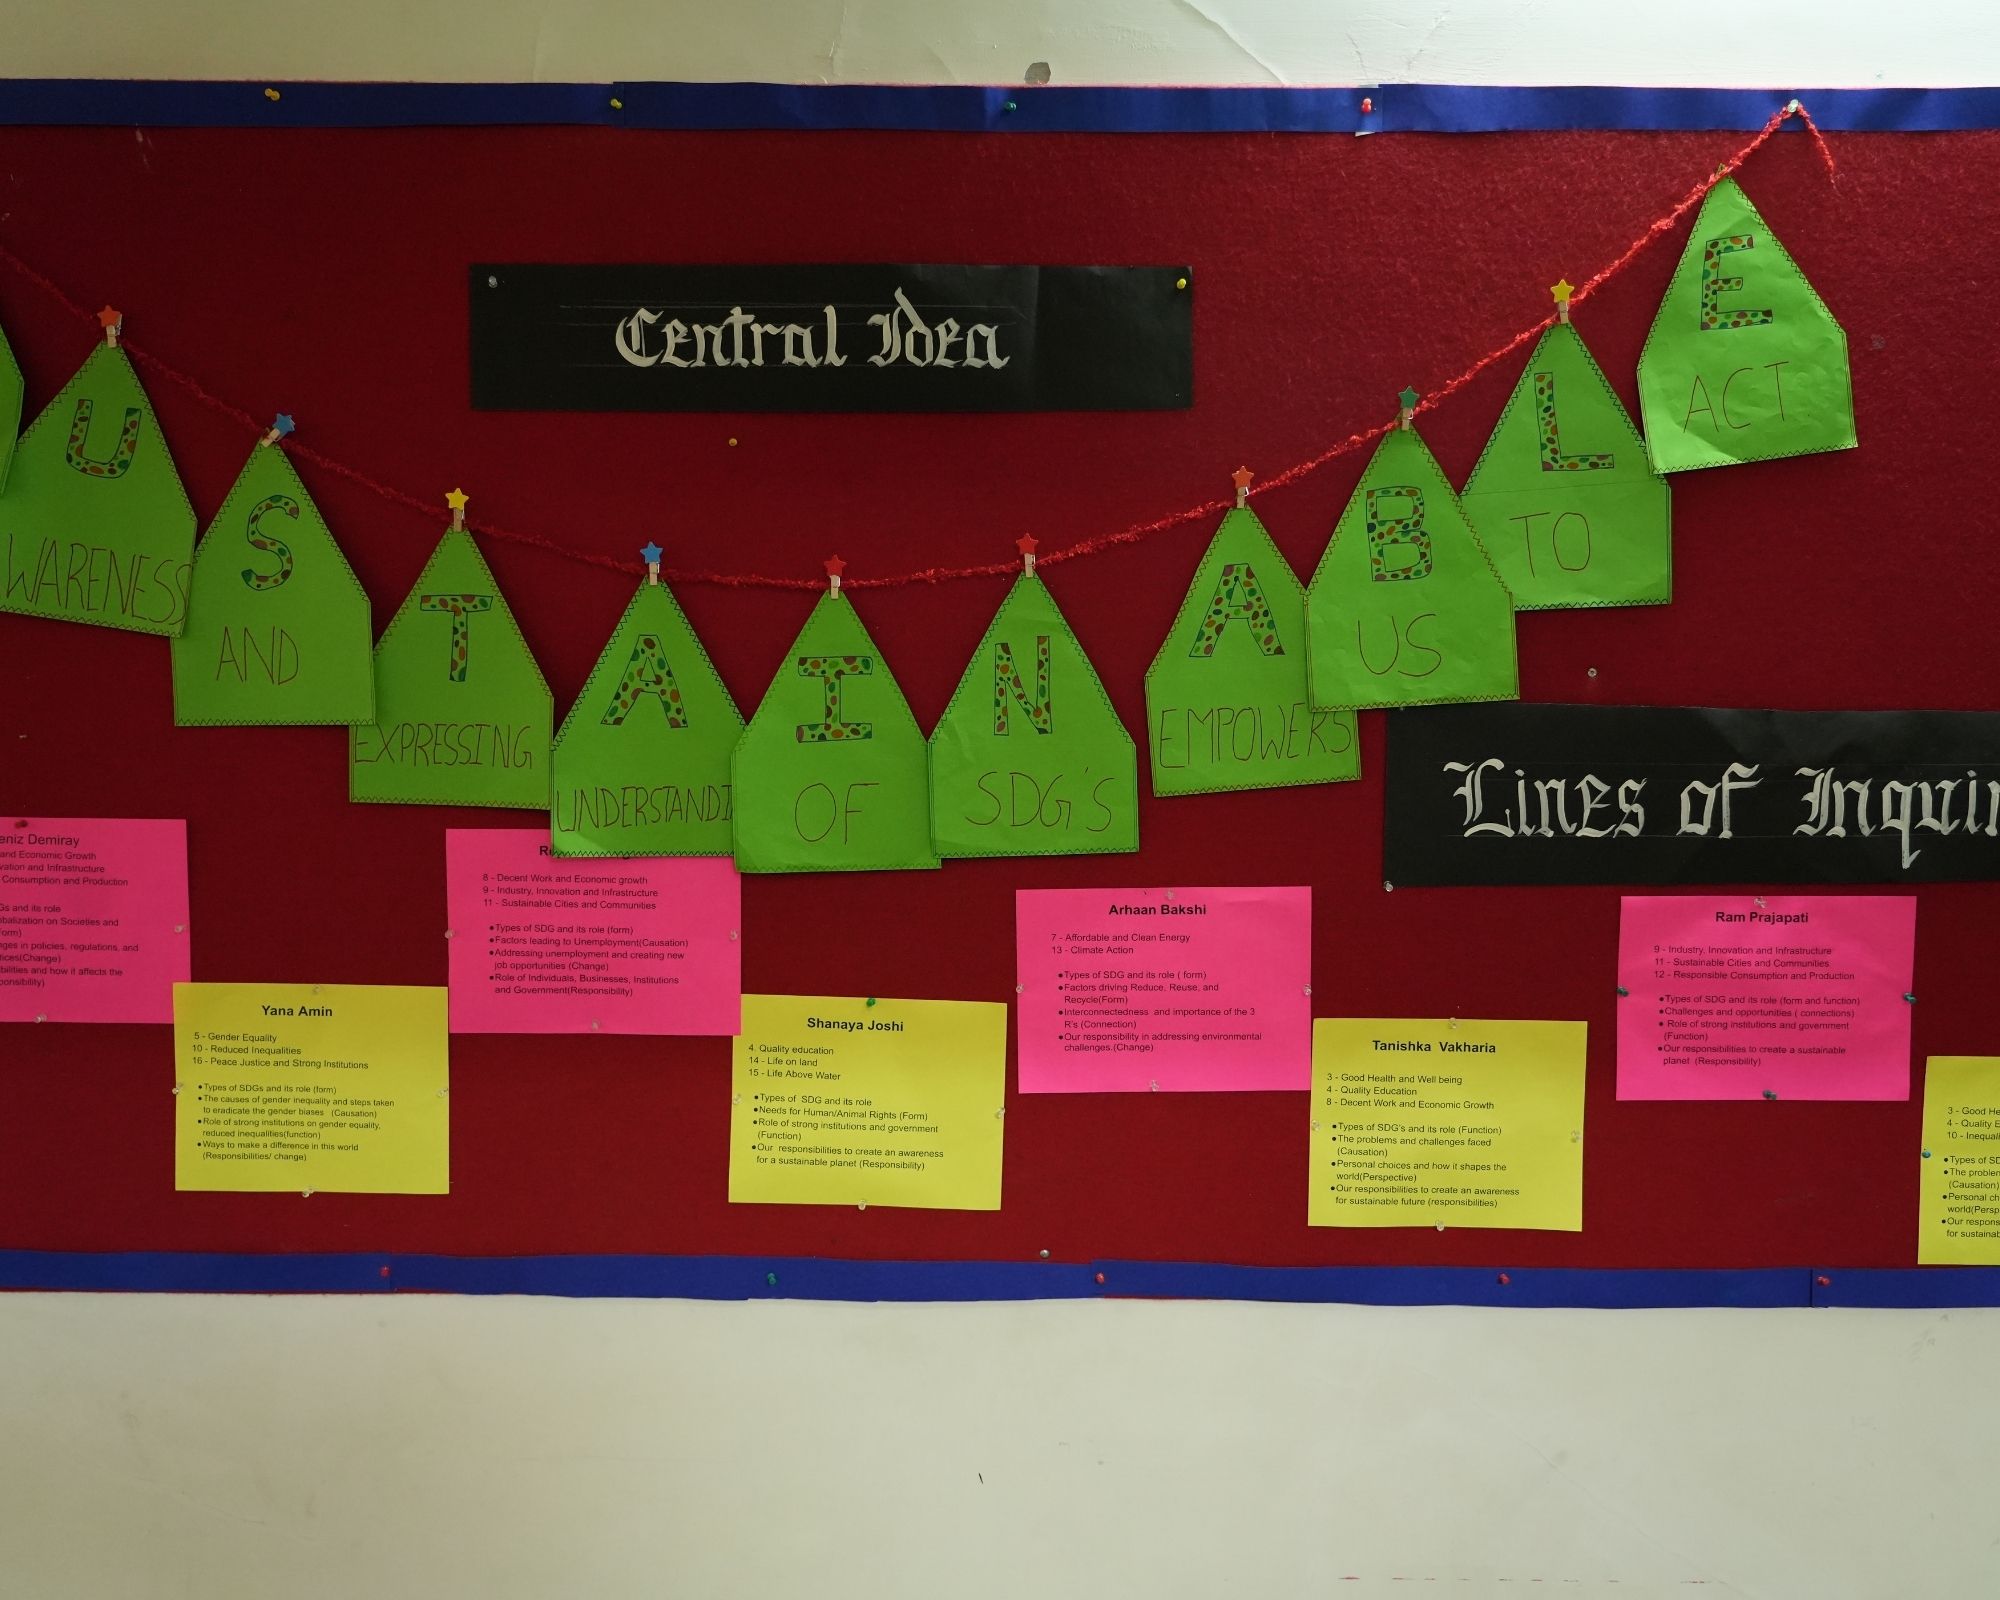 Central Idea
U
WARENESS
S
AND
T
EXPRESSING
A
UNDERSTANDI
I
OF
N
SDG'S
A
EMPOWERS
B
US
L
TO
E
ACT
Lines of Inqui
eniz Demiray
and Economic Growth
vation and Infrastructure
Consumption and Production
Gs and its role
balization on Societies and
orm)
nges in policies, regulations, and
tices(Change)
bilities and how it affects the
ponsibility)
Yana Amin
5 - Gender Equality
10 - Reduced Inequalities
16 - Peace Justice and Strong Institutions
●Types of SDGs and its role (form)
●The causes of gender inequality and steps taken
to eradicate the gender biases (Causation)
●Role of strong institutions on gender equality,
reduced inequalities(function)
●Ways to make a difference in this world
(Responsibilities/ change)
8 - Decent Work and Economic growth
9 - Industry, Innovation and Infrastructure
11 - Sustainable Cities and Communities
●Types of SDG and its role (form)
●Factors leading to Unemployment(Causation)
●Addressing unemployment and creating new
job opportunities (Change)
●Role of Individuals, Businesses, Institutions
and Government(Responsibility)
Shanaya Joshi
4. Quality education
14 - Life on land
15 - Life Above Water
●Types of SDG and its role
●Needs for Human/Animal Rights (Form)
●Role of strong institutions and government
(Function)
●Our responsibilities to create an awareness
for a sustainable planet (Responsibility)
Arhaan Bakshi
7 - Affordable and Clean Energy
13 - Climate Action
●Types of SDG and its role ( form)
●Factors driving Reduce, Reuse, and
Recycle(Form)
●Interconnectedness and importance of the 3
R's (Connection)
●Our responsibility in addressing environmental
challenges.(Change)
Tanishka Vakharia
3 - Good Health and Well being
4 - Quality Education
8 - Decent Work and Economic Growth
●Types of SDG's and its role (Function)
●The problems and challenges faced
(Causation)
●Personal choices and how it shapes the
world(Perspective)
●Our responsibilities to create an awareness
for sustainable future (responsibilities)
Ram Prajapati
9 - Industry, Innovation and Infrastructure
11 - Sustainable Cities and Communities
12 - Responsible Consumption and Production
●Types of SDG and its role (form and function)
●Challenges and opportunities ( connections)
● Role of strong institutions and government
(Function)
●Our responsibilities to create a sustainable
planet (Responsibility)
3 - Good He
4 - Quality E
10 - Inequali
●Types of SD
●The problem
(Causation)
●Personal ch
world(Persp
●Our respons
for sustainab